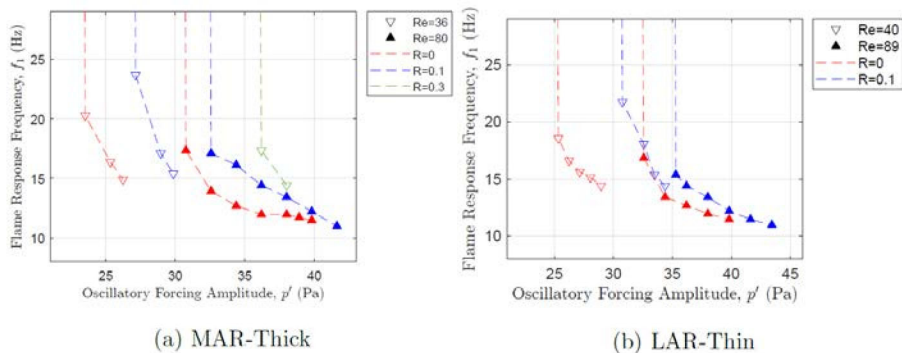 Flame Response Frequency, f₁ (Hz)
25
20
15
10
25
30
35
40
Oscillatory Forcing Amplitude, p′ (Pa)
Re=36
Re=80
R=0
R=0.1
R=0.3
(a) MAR-Thick
Flame Response Frequency, f₁ (Hz)
25
20
15
10
25
30
35
40
45
Oscillatory Forcing Amplitude, p′ (Pa)
Re=40
Re=89
R=0
R=0.1
(b) LAR-Thin